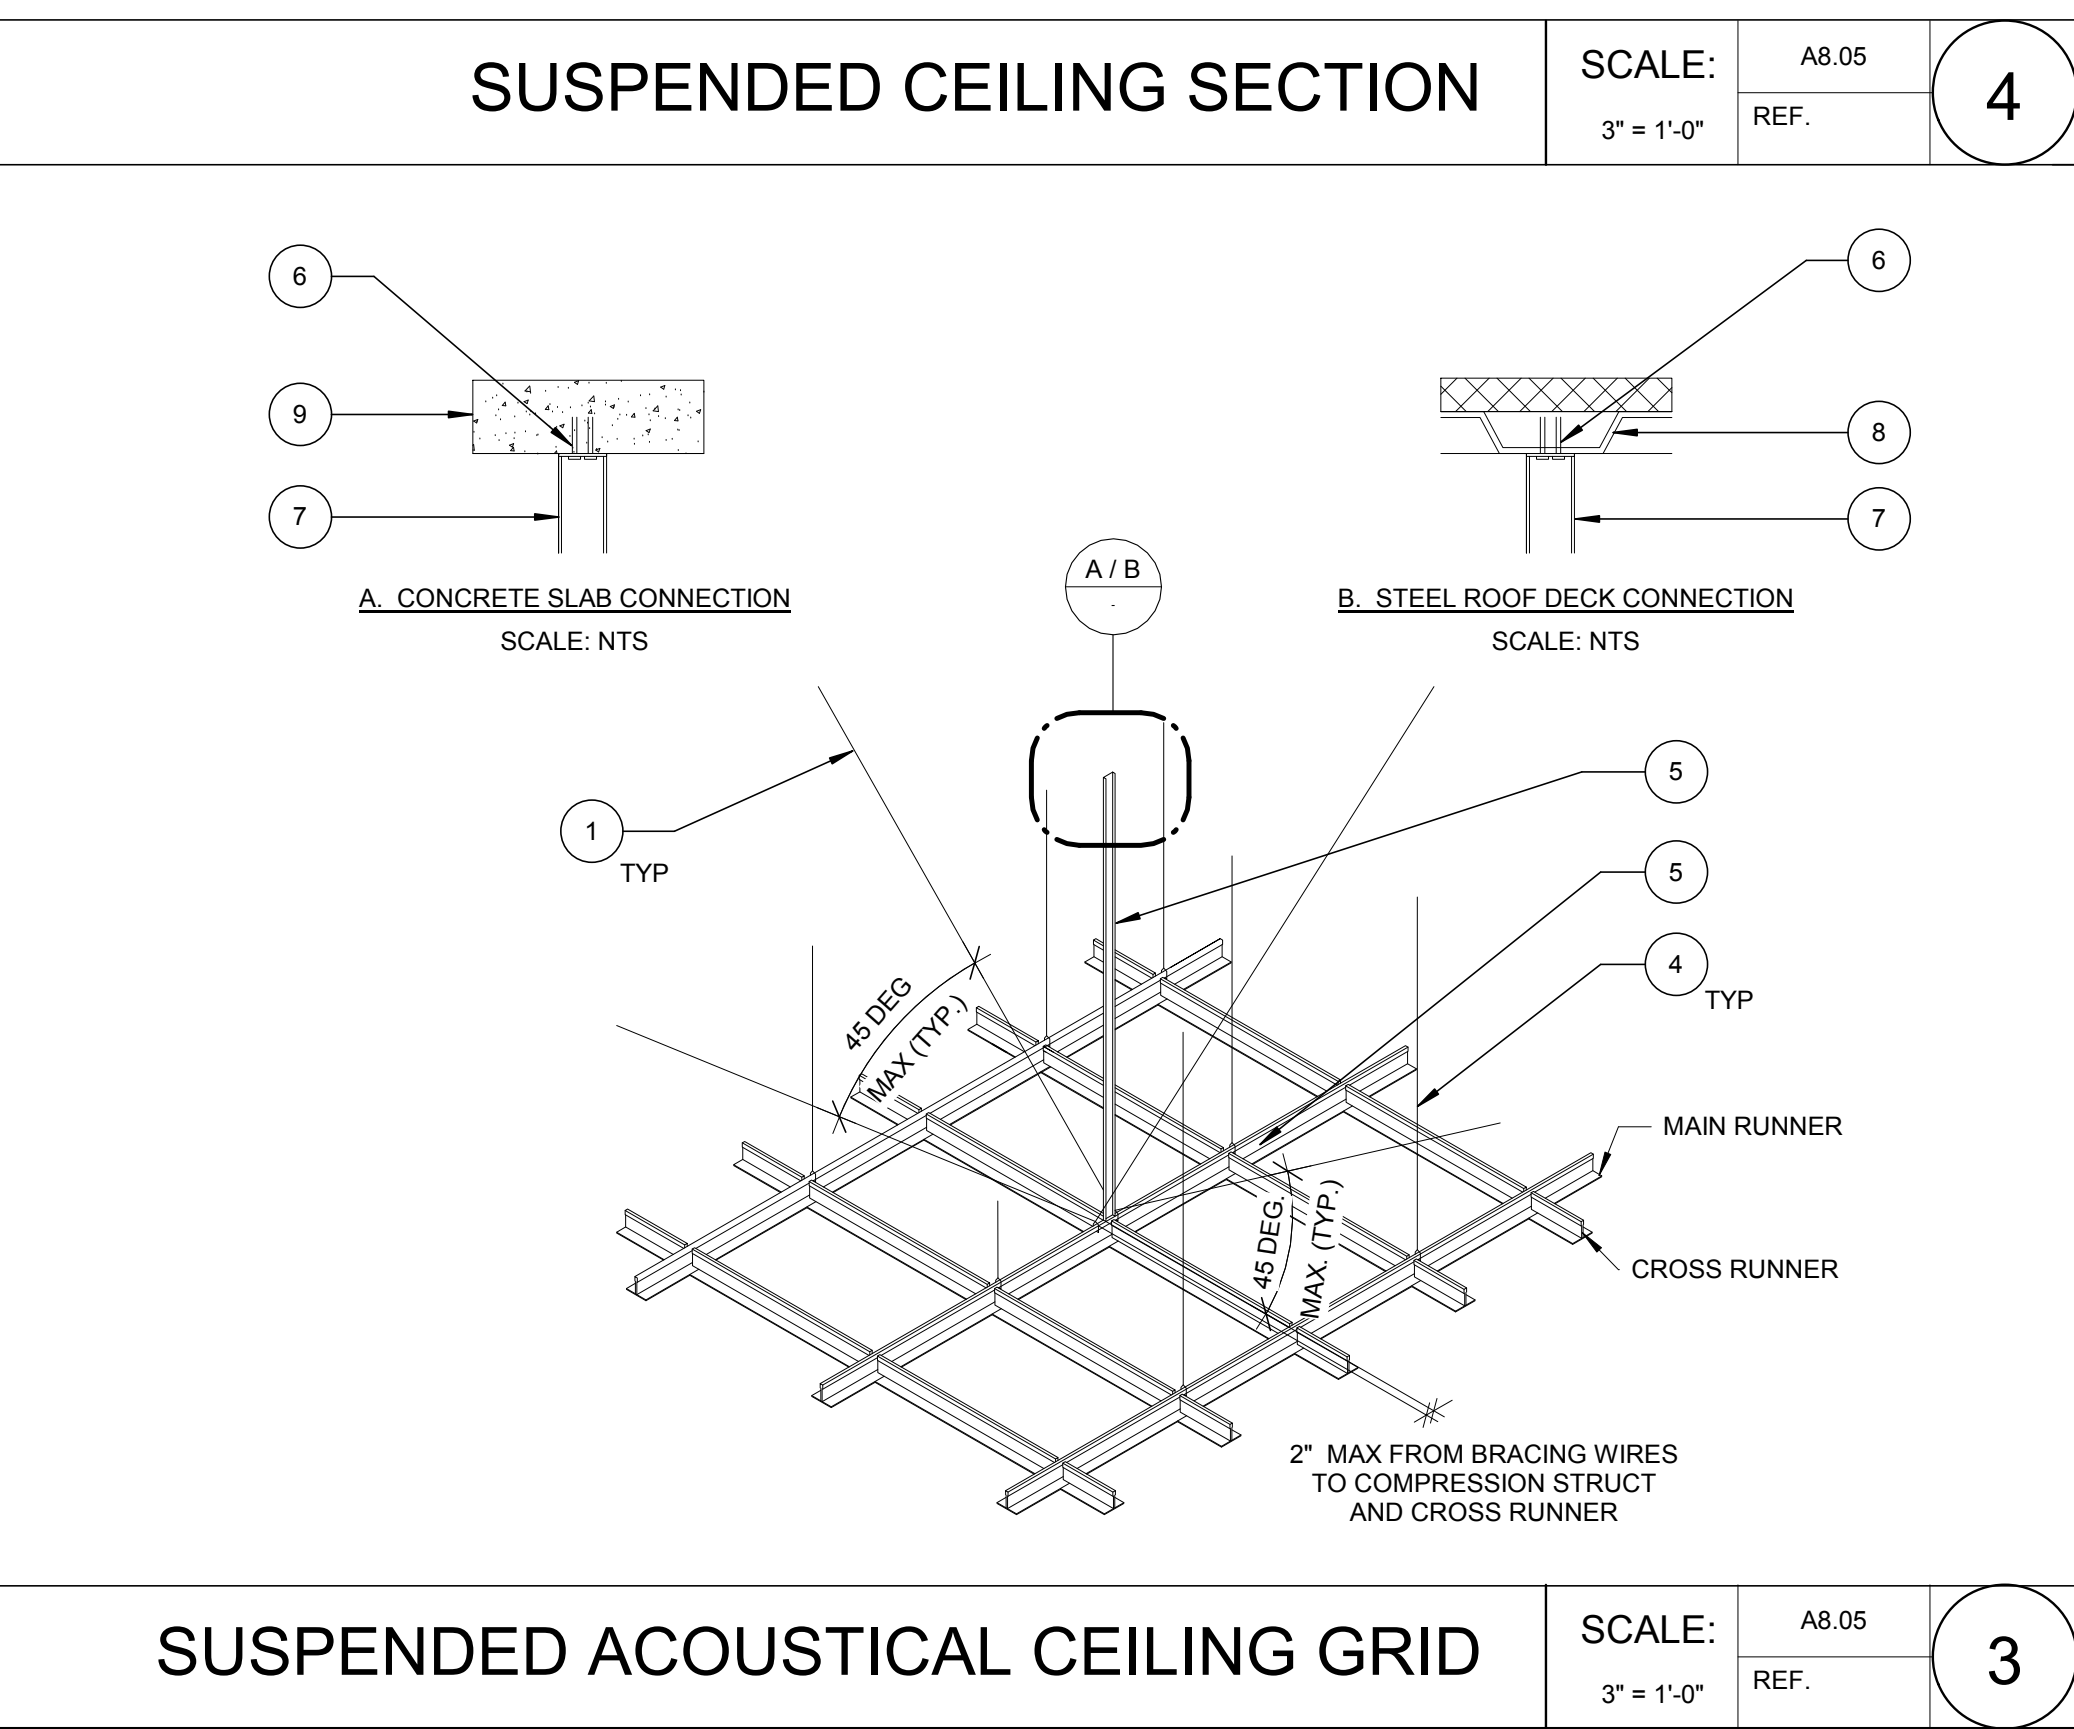 SUSPENDED CEILING SECTION
SCALE:
3" = 1'-0"
A8.05
REF.
4
6
9
7
A. CONCRETE SLAB CONNECTION
SCALE: NTS
6
8
7
B. STEEL ROOF DECK CONNECTION
SCALE: NTS
A / B
-
1
TYP
5
5
4
TYP
45 DEG
MAX (TYP.)
MAIN RUNNER
CROSS RUNNER
45 DEG.
MAX. (TYP.)
2" MAX FROM BRACING WIRES
TO COMPRESSION STRUCT
AND CROSS RUNNER
SUSPENDED ACOUSTICAL CEILING GRID
SCALE:
3" = 1'-0"
A8.05
REF.
3